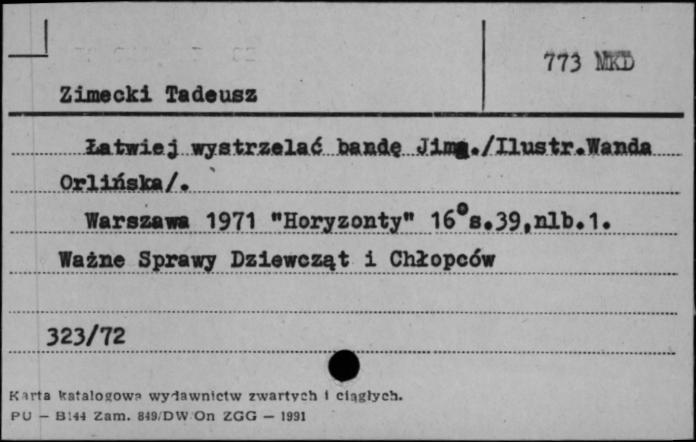 773 MKD
Zimecki Tadeusz
Łatwiej wystrzelać bandę Jima./Ilustr.Wanda
Orlińska/.
Warszawa 1971 "Horyzonty" 16°s.39,nlb.1.
Ważne Sprawy Dziewcząt i Chłopców
323/72
Karta katalogowa wydawnictw zwartych i ciągłych.
PU — B144 Zam. 849/DW/On ZGG — 1991